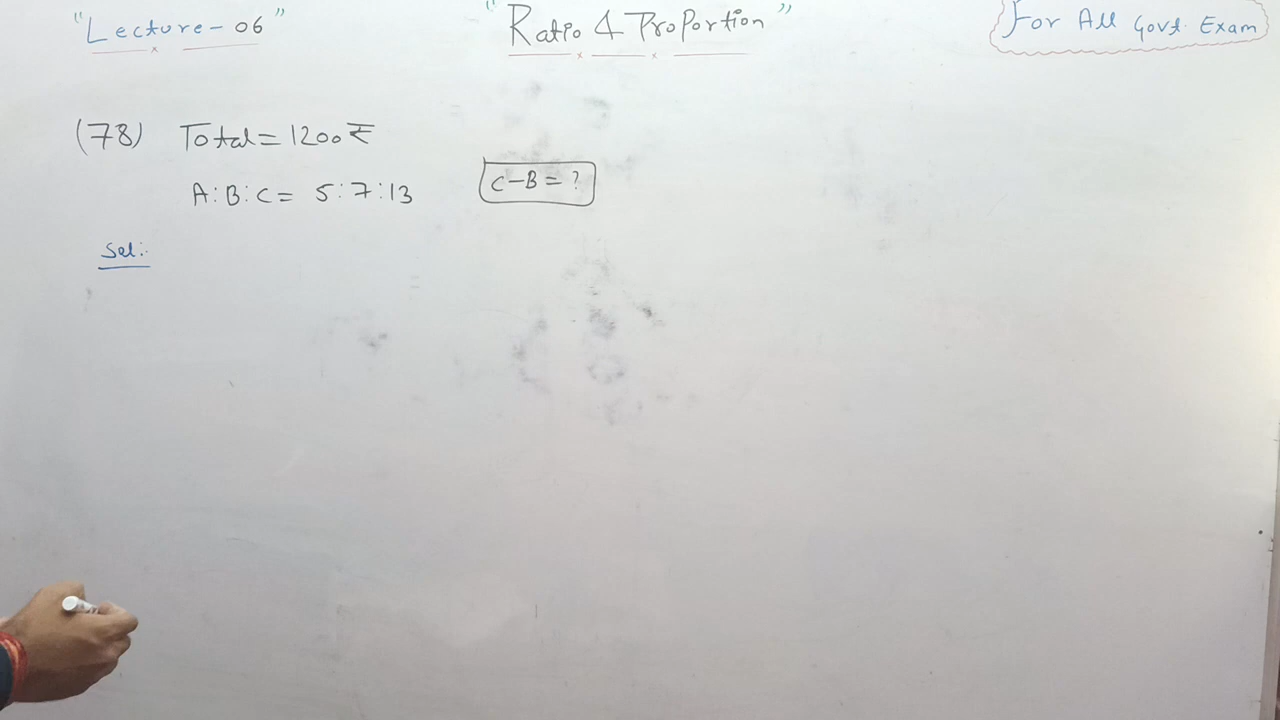 "Lecture-06"
"Ratio & Proportion"
For All Govt. Exam
(78) Total = 1200₹
A:B:C = 5:7:13
C-B = ?
Sol:-